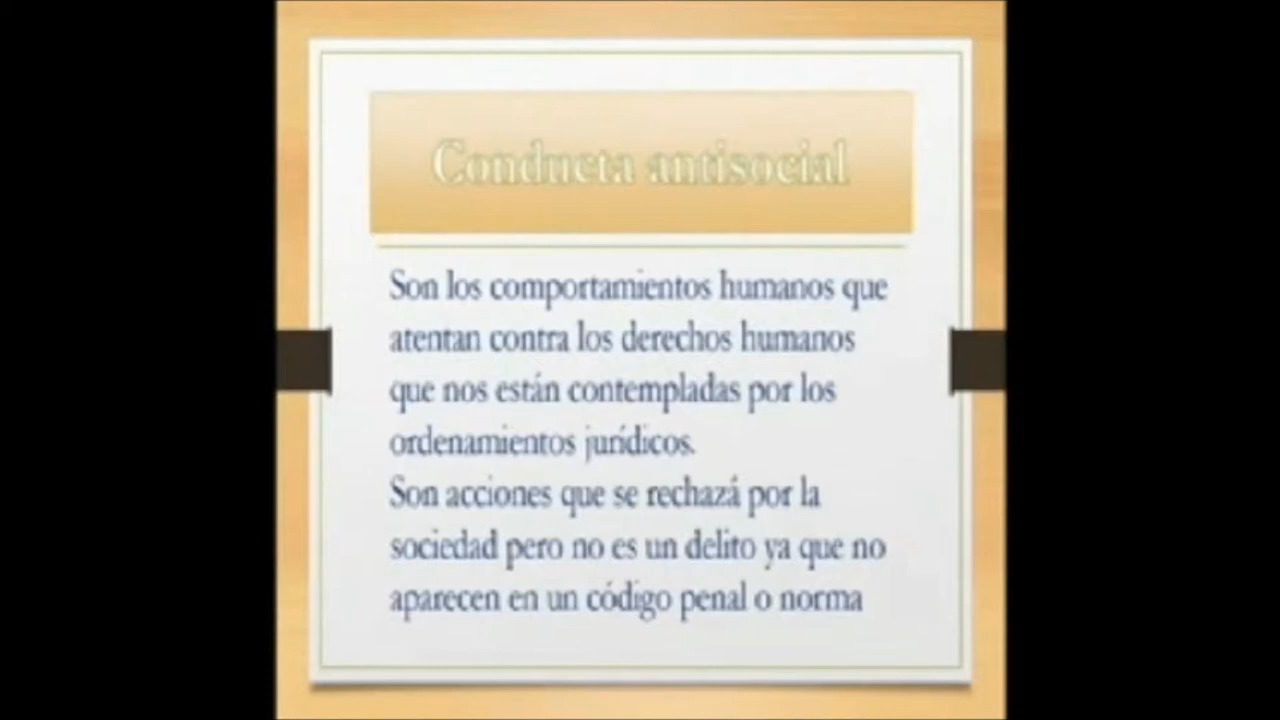 Conducta antisocial
Son los comportamientos humanos que
atentan contra los derechos humanos
que nos están contempladas por los
ordenamientos jurídicos.
Son acciones que se rechazá por la
sociedad pero no es un delito ya que no
aparecen en un código penal o norma